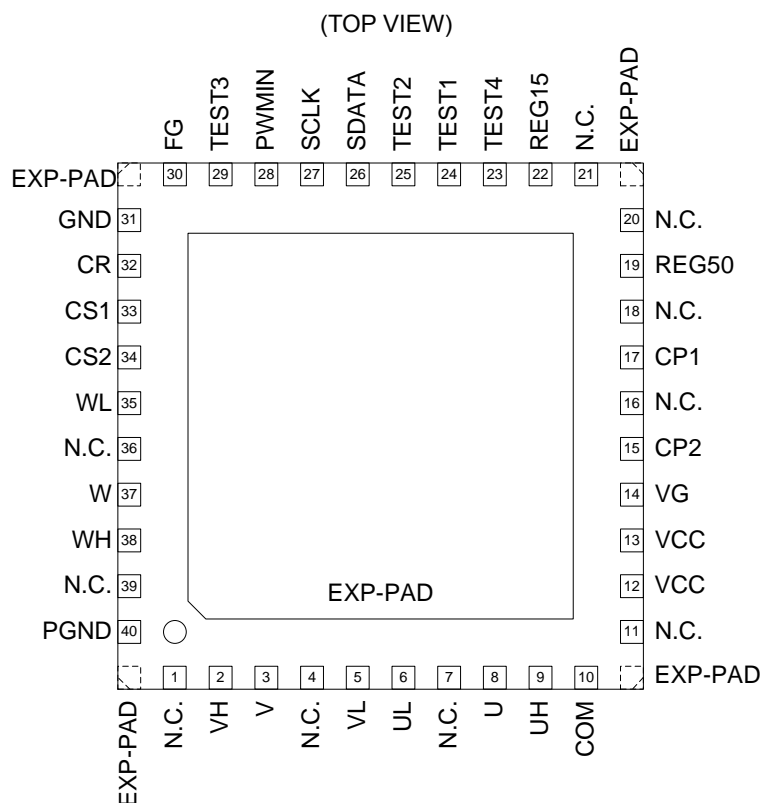 (TOP VIEW)
FG
TEST3
PWMIN
SCLK
SDATA
TEST2
TEST1
TEST4
REG15
N.C.
EXP-PAD
EXP-PAD
30 29 28 27 26 25 24 23 22 21
GND 31 20 N.C.
CR 32 19 REG50
CS1 33 18 N.C.
CS2 34 17 CP1
WL 35 16 N.C.
N.C. 36 15 CP2
W 37 14 VG
WH 38 13 VCC
N.C. 39 12 VCC
EXP-PAD
PGND 40 11 N.C.
1 2 3 4 5 6 7 8 9 10
EXP-PAD
EXP-PAD
N.C.
VH
V
N.C.
VL
UL
N.C.
U
UH
COM